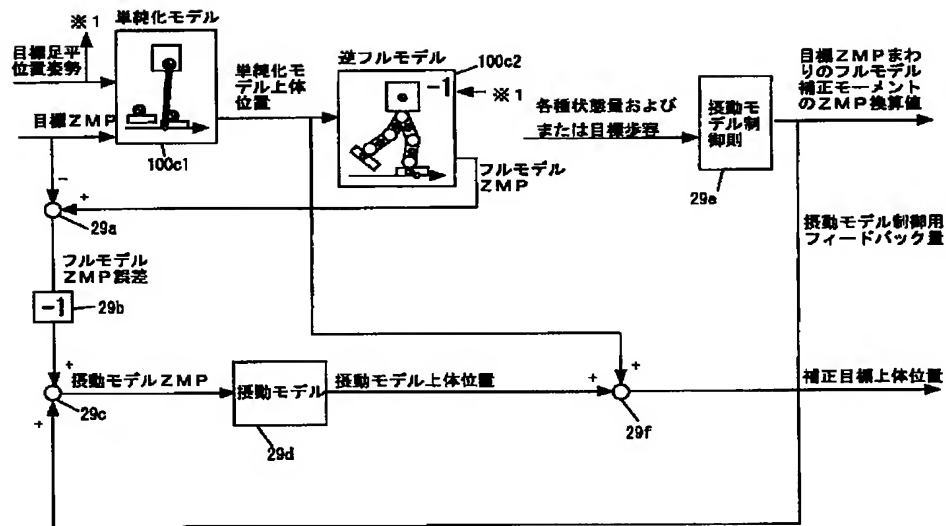 ※1
単純化モデル
目標足平
位置姿勢
目標ZMP
100c1
単純化モ
デル上体
位置
逆フルモデル
-1
100c2
※1
フルモデル
ZMP
各種状態量および
または目標歩容
摂動モ
デル制
御則
29e
目標ZMPまわ
りのフルモデル
補正モーメント
のZMP換算値
摂動モデル制御用
フィードバック量
-
+
29a
フルモデル
ZMP誤差
-1
29b
+
+
29c
摂動モデルZMP
摂動モデル
29d
摂動モデル上体位置
+
+
29f
補正目標上体位置